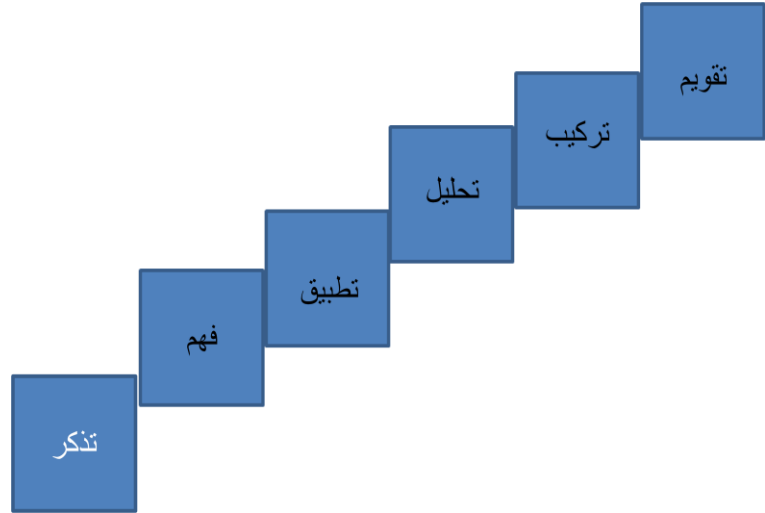 تقويم
تركيب
تحليل
تطبيق
فهم
تذكر